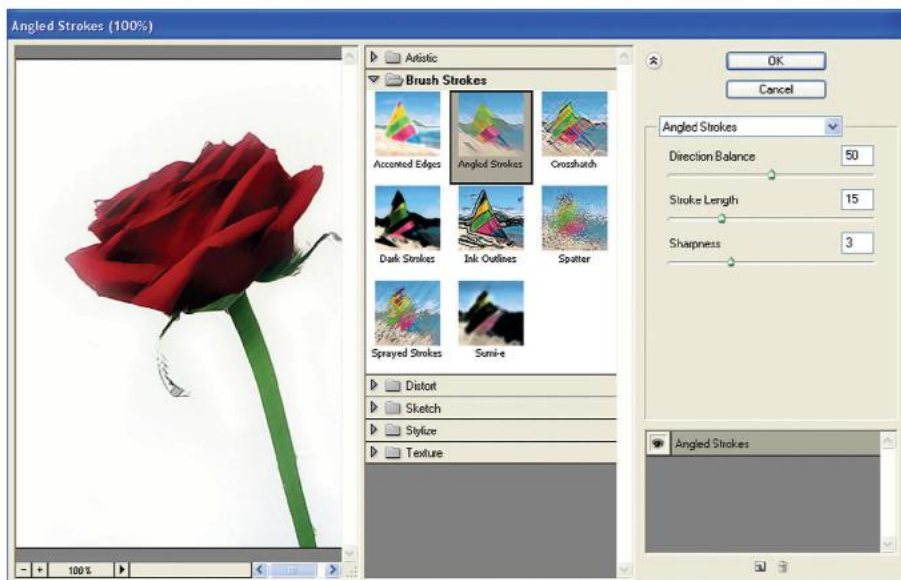 Angled Strokes (100%)
Artistic
Brush Strokes
Accented Edges
Angled Strokes
Crosshatch
Dark Strokes
Ink Outlines
Spatter
Sprayed Strokes
Sumi-e
Distort
Sketch
Stylize
Texture
100%
OK
Cancel
Angled Strokes
Direction Balance 50
Stroke Length 15
Sharpness 3
Angled Strokes